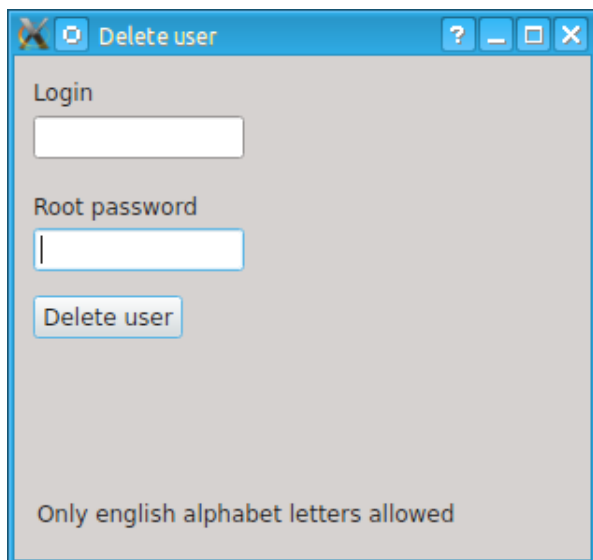 Delete user
Login
Root password
Delete user
Only english alphabet letters allowed